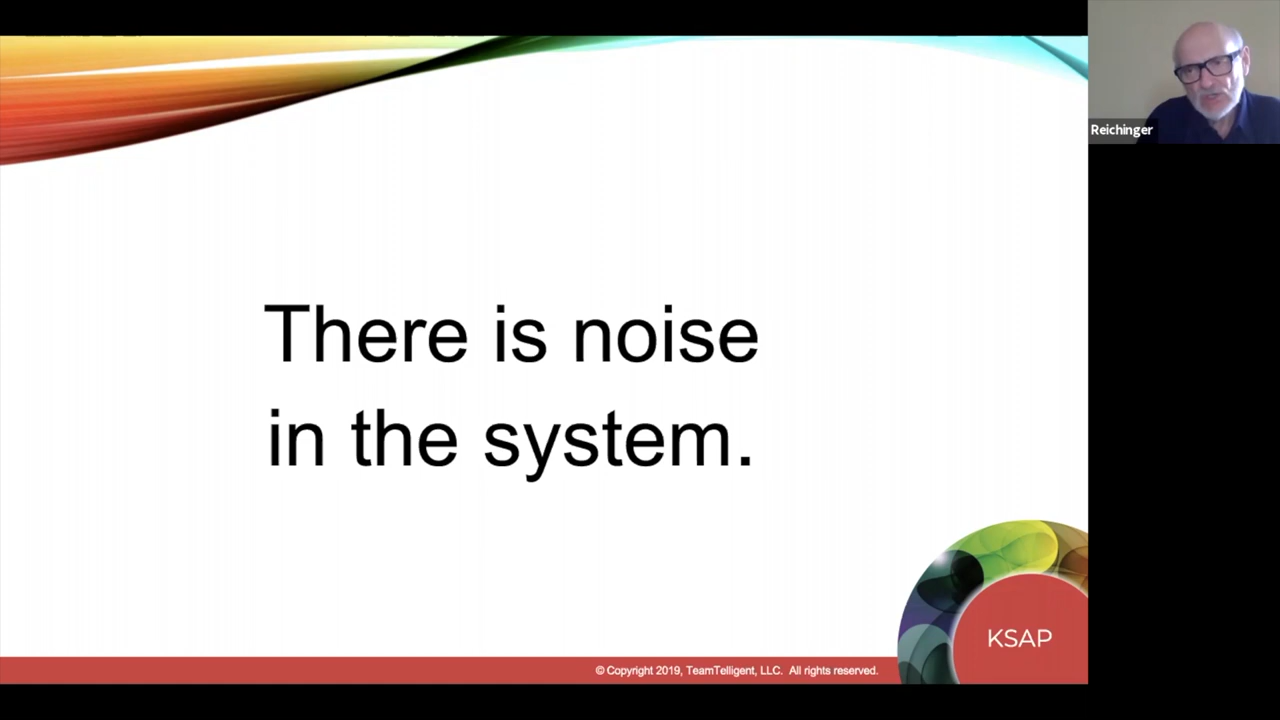 Reichinger
There is noise
in the system.
KSAP
© Copyright 2019, TeamTelligent, LLC. All rights reserved.